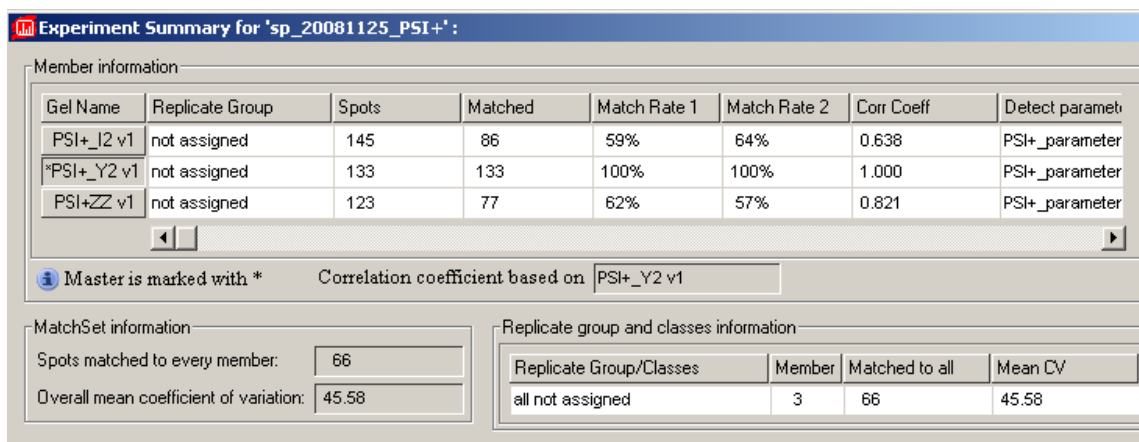 Experiment Summary for 'sp_20081125_PSI+':
Member information
Gel Name Replicate Group Spots Matched Match Rate 1 Match Rate 2 Corr Coeff Detect paramet
PSI+_I2 v1 not assigned 145 86 59% 64% 0.638 PSI+_parameter
*PSI+_Y2 v1 not assigned 133 133 100% 100% 1.000 PSI+_parameter
PSI+ZZ v1 not assigned 123 77 62% 57% 0.821 PSI+_parameter
Master is marked with * Correlation coefficient based on PSI+_Y2 v1
MatchSet information
Spots matched to every member: 66
Overall mean coefficient of variation: 45.58
Replicate group and classes information
Replicate Group/Classes Member Matched to all Mean CV
all not assigned 3 66 45.58